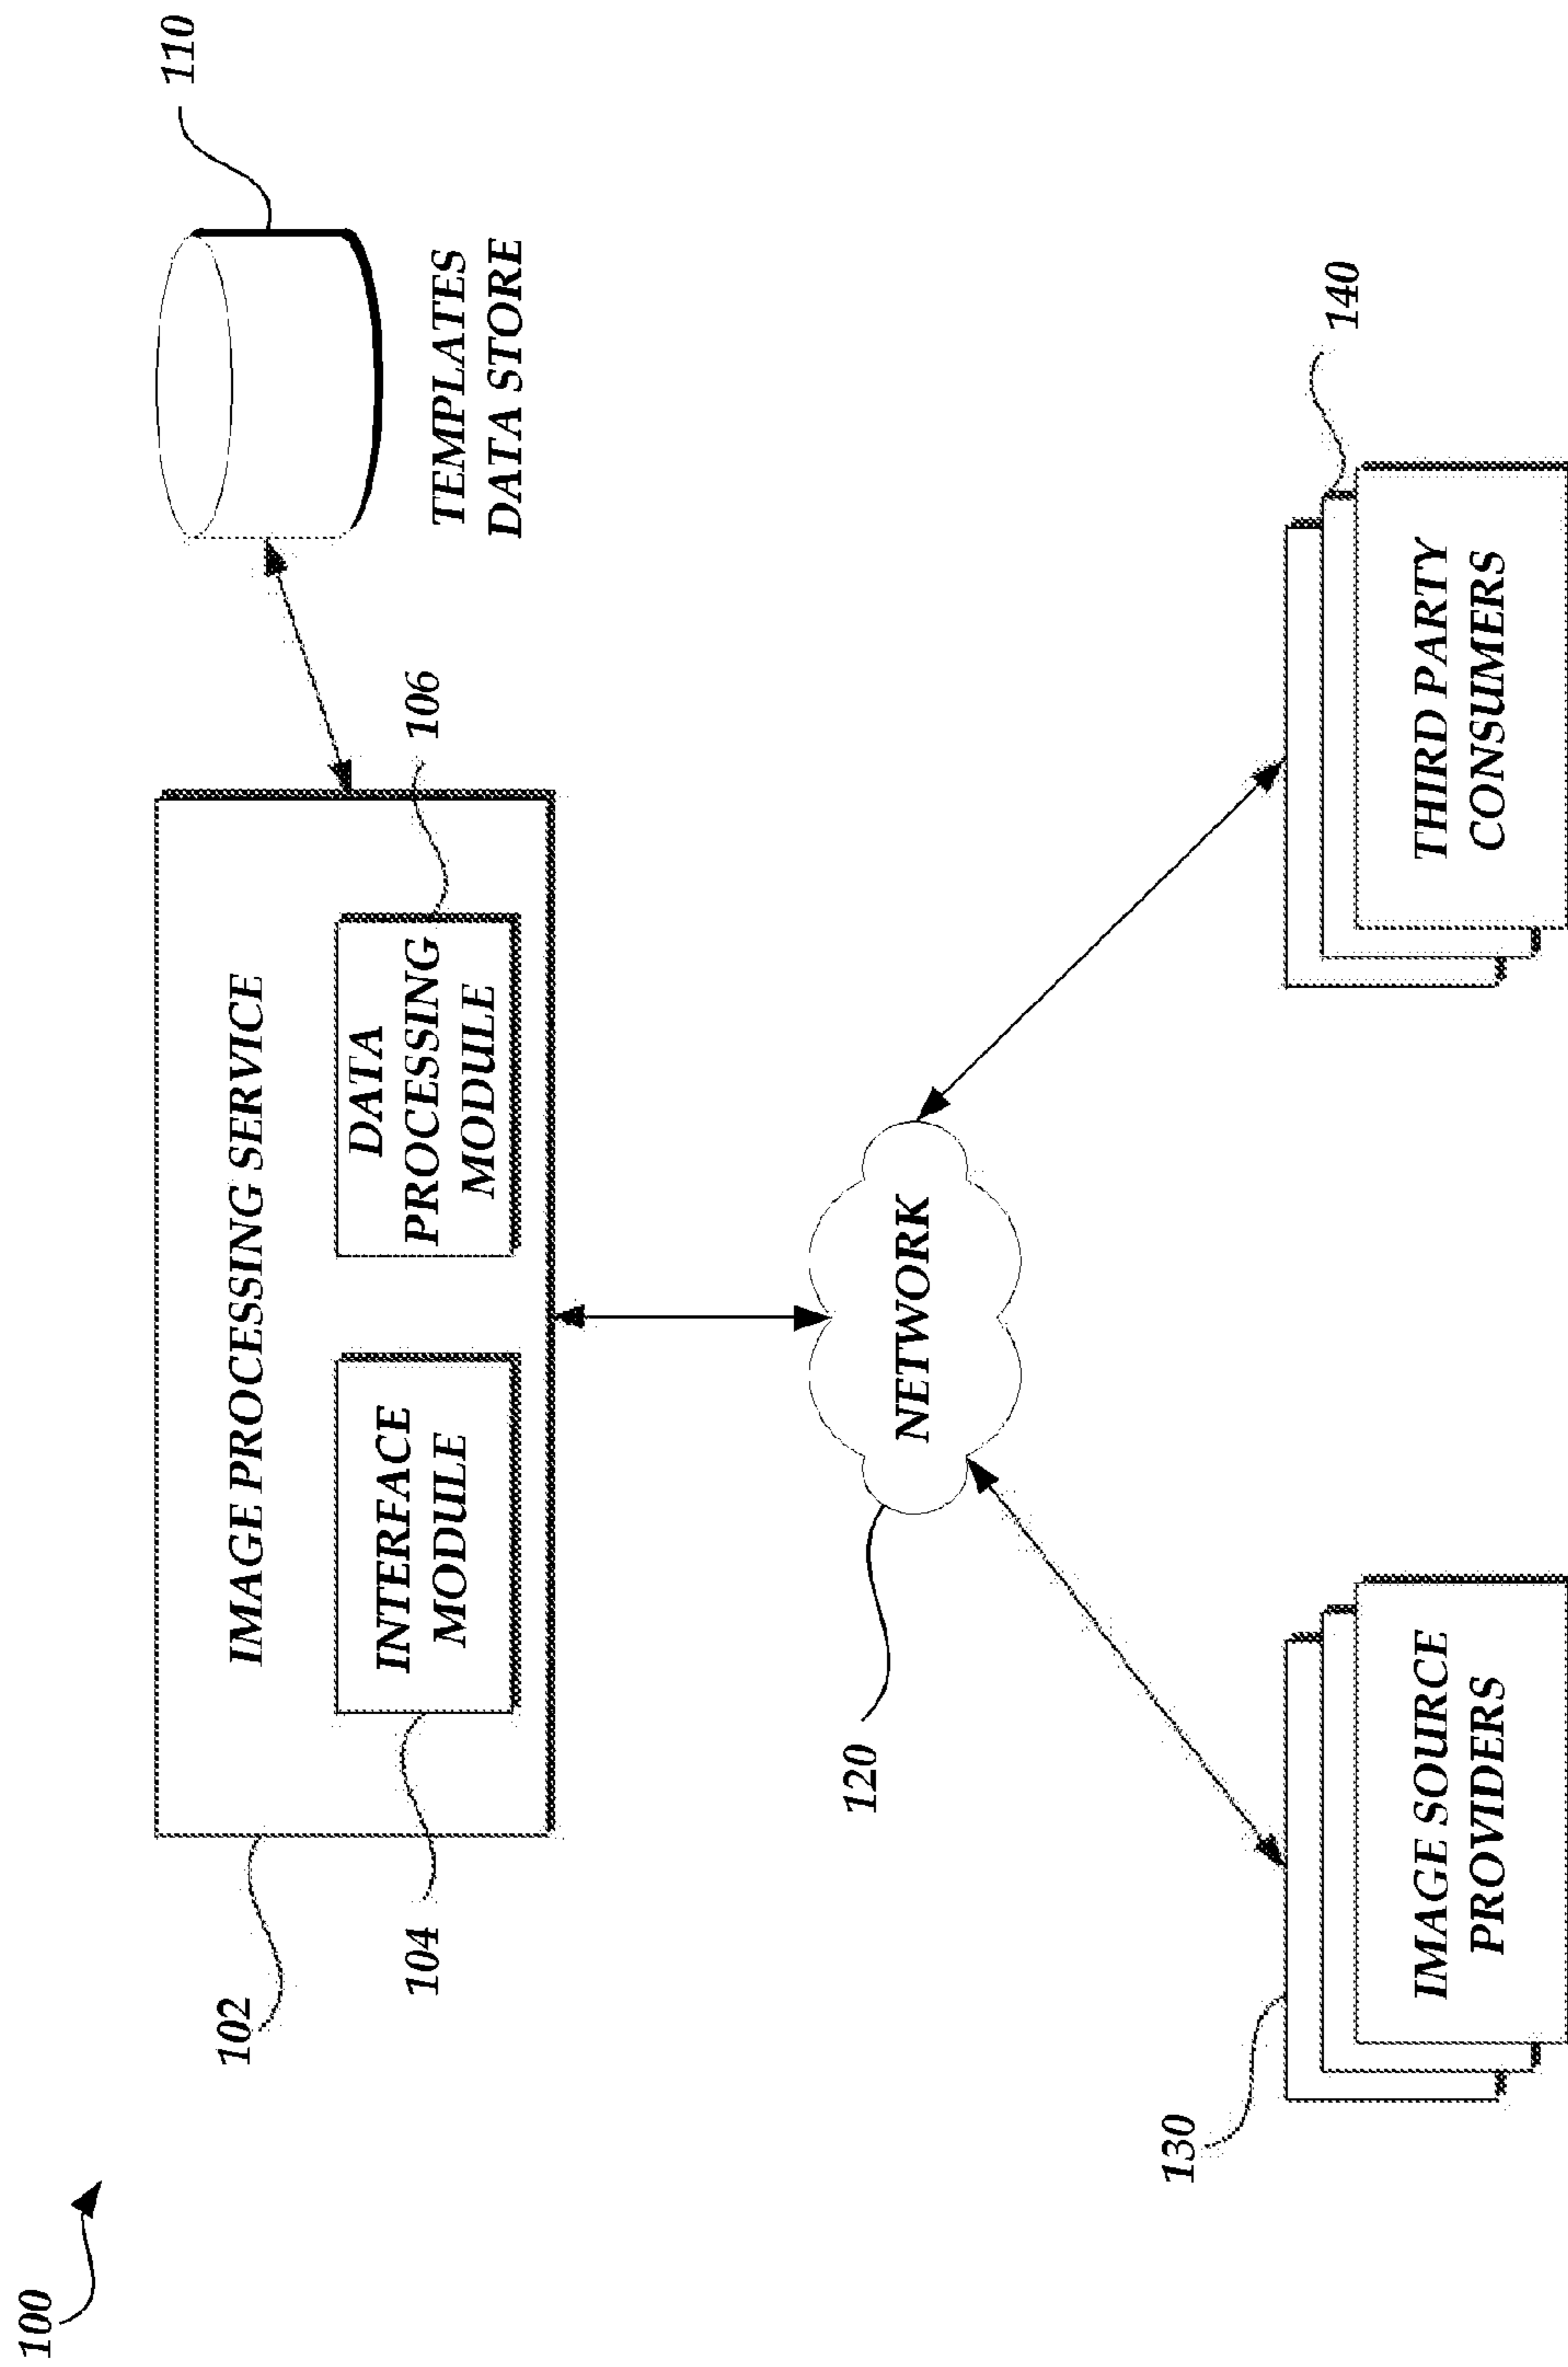 100
102
IMAGE PROCESSING SERVICE
104
INTERFACE
MODULE
DATA
PROCESSING
MODULE
106
110
TEMPLATES
DATA STORE
120
NETWORK
130
IMAGE SOURCE
PROVIDERS
140
THIRD PARTY
CONSUMERS